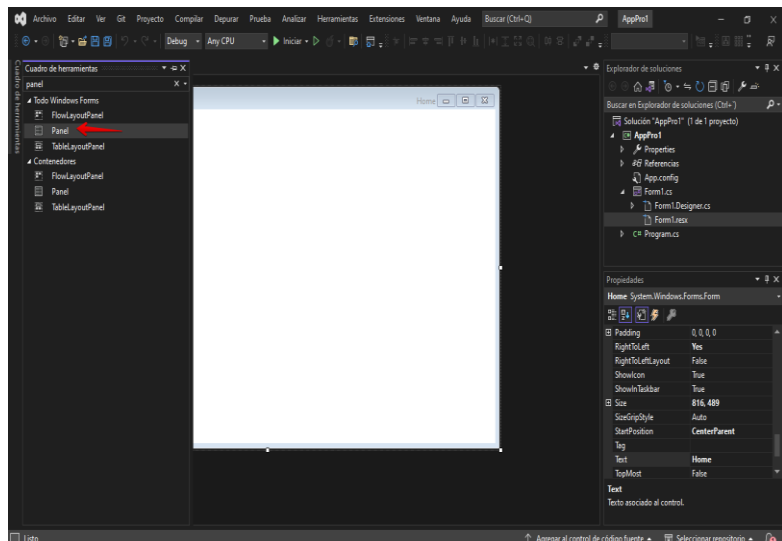 Archivo Editar Ver Git Proyecto Compilar Depurar Prueba Analizar Herramientas Extensiones Ventana Ayuda Buscar (Ctrl+Q) AppPro1
Debug Any CPU Iniciar
Cuadro de herramientas
Cuadro de herramientas
panel
Todo Windows Forms
FlowLayoutPanel
Panel
TableLayoutPanel
Contenedores
FlowLayoutPanel
Panel
TableLayoutPanel
Home
Explorador de soluciones
Buscar en Explorador de soluciones (Ctrl+´)
Solución "AppPro1" (1 de 1 proyecto)
AppPro1
Properties
Referencias
App.config
Form1.cs
Form1.Designer.cs
Form1.resx
C# Program.cs
Propiedades
Home System.Windows.Forms.Form
Padding 0, 0, 0, 0
RightToLeft Yes
RightToLeftLayout False
ShowIcon True
ShowInTaskbar True
Size 816, 489
SizeGripStyle Auto
StartPosition CenterParent
Tag
Text Home
TopMost False
Text
Texto asociado al control.
Listo Agregar al control de código fuente Seleccionar repositorio